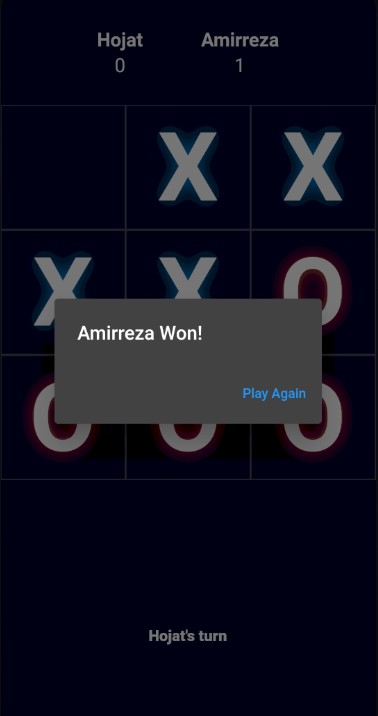 Hojat Amirreza
0 1
X X
X X O
Amirreza Won!
Play Again
O O O
Hojat's turn